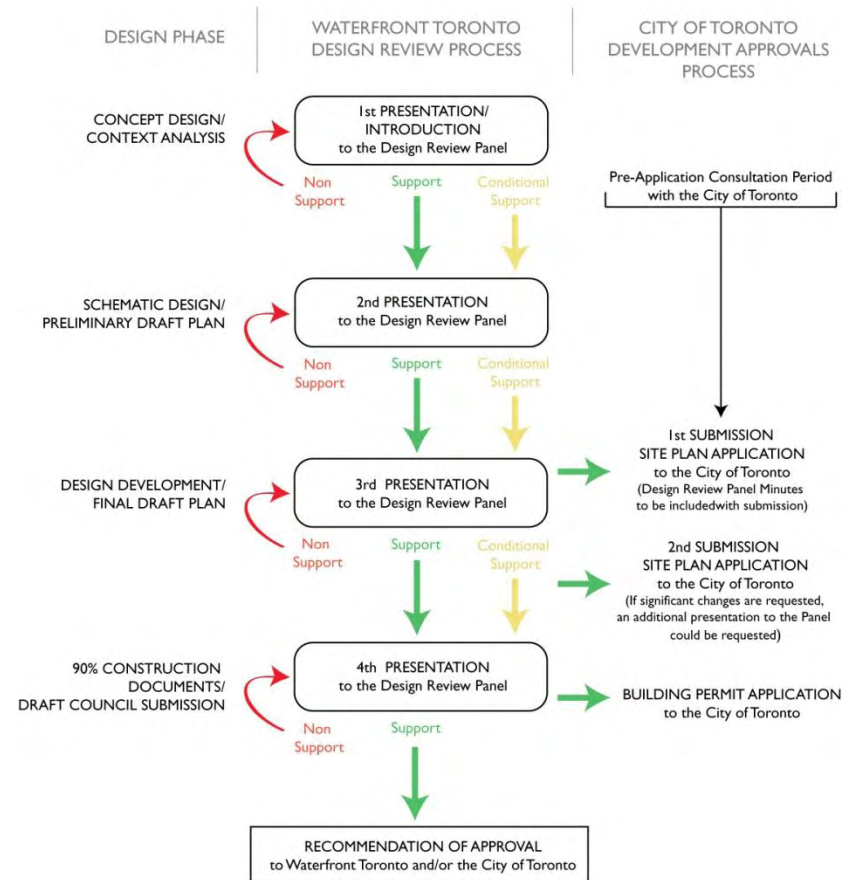 DESIGN PHASE
WATERFRONT TORONTO
DESIGN REVIEW PROCESS
CITY OF TORONTO
DEVELOPMENT APPROVALS
PROCESS
CONCEPT DESIGN/
CONTEXT ANALYSIS
1st PRESENTATION/
INTRODUCTION
to the Design Review Panel
Non
Support
Support
Conditional
Support
Pre-Application Consultation Period
with the City of Toronto
SCHEMATIC DESIGN/
PRELIMINARY DRAFT PLAN
2nd PRESENTATION
to the Design Review Panel
Non
Support
Support
Conditional
Support
DESIGN DEVELOPMENT/
FINAL DRAFT PLAN
3rd PRESENTATION
to the Design Review Panel
1st SUBMISSION
SITE PLAN APPLICATION
to the City of Toronto
(Design Review Panel Minutes
to be includedwith submission)
Non
Support
Support
Conditional
Support
2nd SUBMISSION
SITE PLAN APPLICATION
to the City of Toronto
(If significant changes are requested,
an additional presentation to the Panel
could be requested)
90% CONSTRUCTION
DOCUMENTS/
DRAFT COUNCIL SUBMISSION
4th PRESENTATION
to the Design Review Panel
BUILDING PERMIT APPLICATION
to the City of Toronto
Non
Support
Support
RECOMMENDATION OF APPROVAL
to Waterfront Toronto and/or the City of Toronto